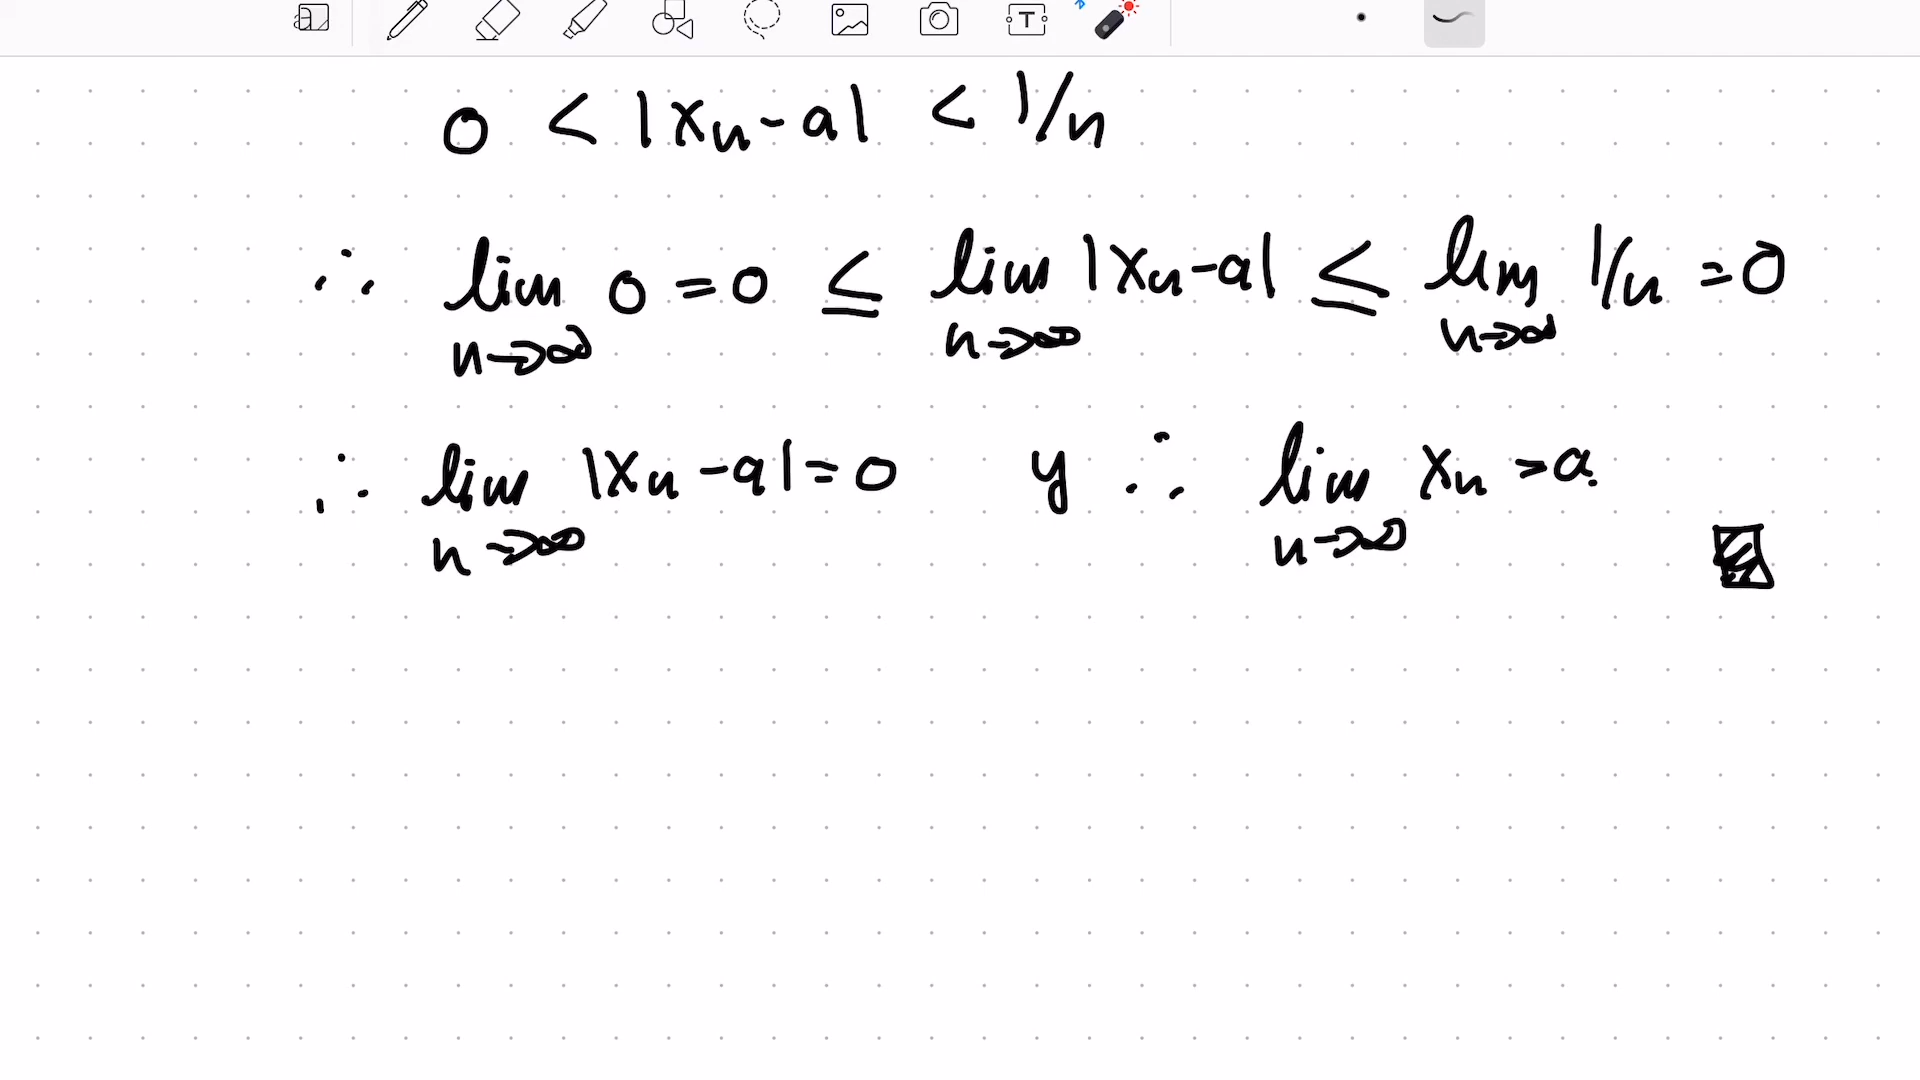 0 < |xn - a| < 1/n
∴ lim 0 = 0 ≤ lim |xn - a| ≤ lim 1/n = 0
n→∞ n→∞ n→∞
∴ lim |xn - a| = 0 y ∴ lim xn = a.
n→∞ n→∞